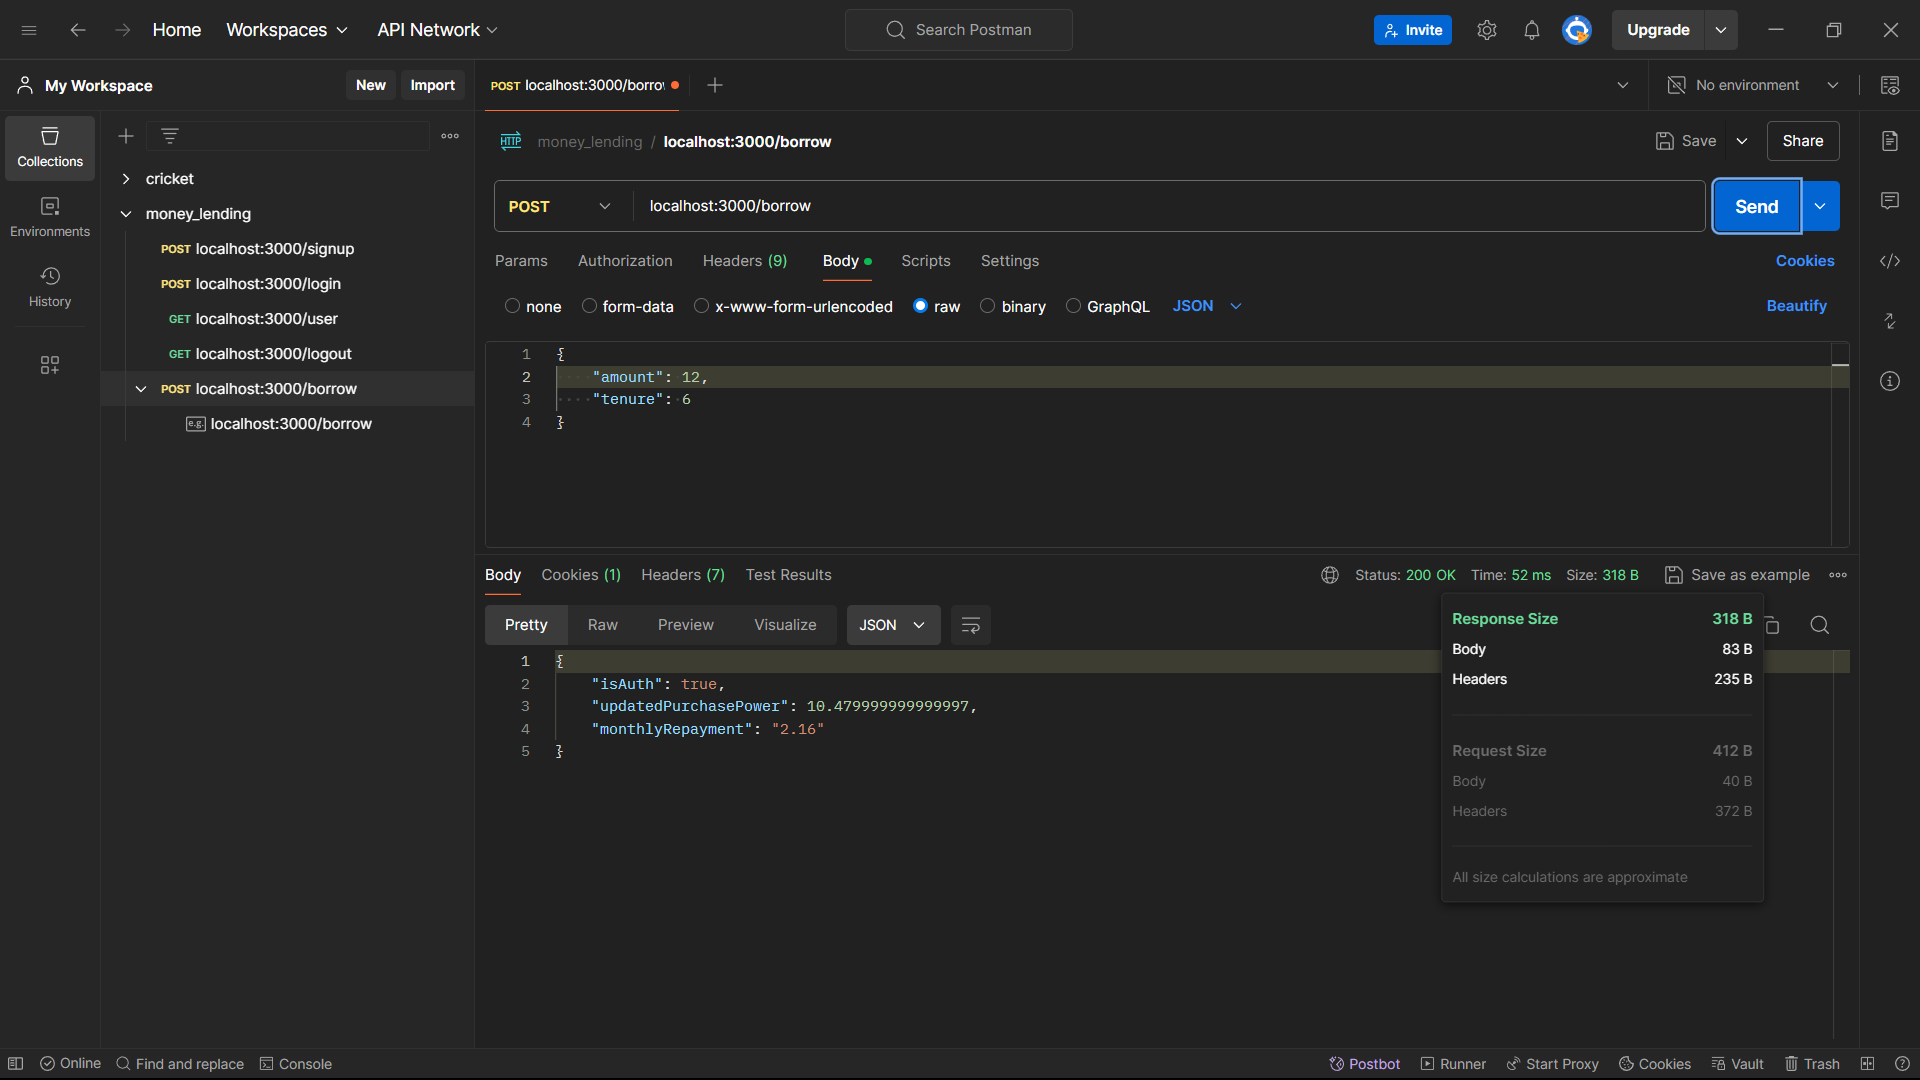 Home Workspaces API Network Search Postman Invite Upgrade
My Workspace New Import POST localhost:3000/borro No environment
Collections
Environments
History
cricket
money_lending
POST localhost:3000/signup
POST localhost:3000/login
GET localhost:3000/user
GET localhost:3000/logout
POST localhost:3000/borrow
e.g. localhost:3000/borrow
HTTP money_lending / localhost:3000/borrow Save Share
POST localhost:3000/borrow Send
Params Authorization Headers (9) Body Scripts Settings Cookies
none form-data x-www-form-urlencoded raw binary GraphQL JSON Beautify
1 {
2 "amount": 12,
3 "tenure": 6
4 }
Body Cookies (1) Headers (7) Test Results Status: 200 OK Time: 52 ms Size: 318 B Save as example
Pretty Raw Preview Visualize JSON
1 {
2 "isAuth": true,
3 "updatedPurchasePower": 10.479999999999997,
4 "monthlyRepayment": "2.16"
5 }
Response Size 318 B
Body 83 B
Headers 235 B
Request Size 412 B
Body 40 B
Headers 372 B
All size calculations are approximate
Online Find and replace Console Postbot Runner Start Proxy Cookies Vault Trash